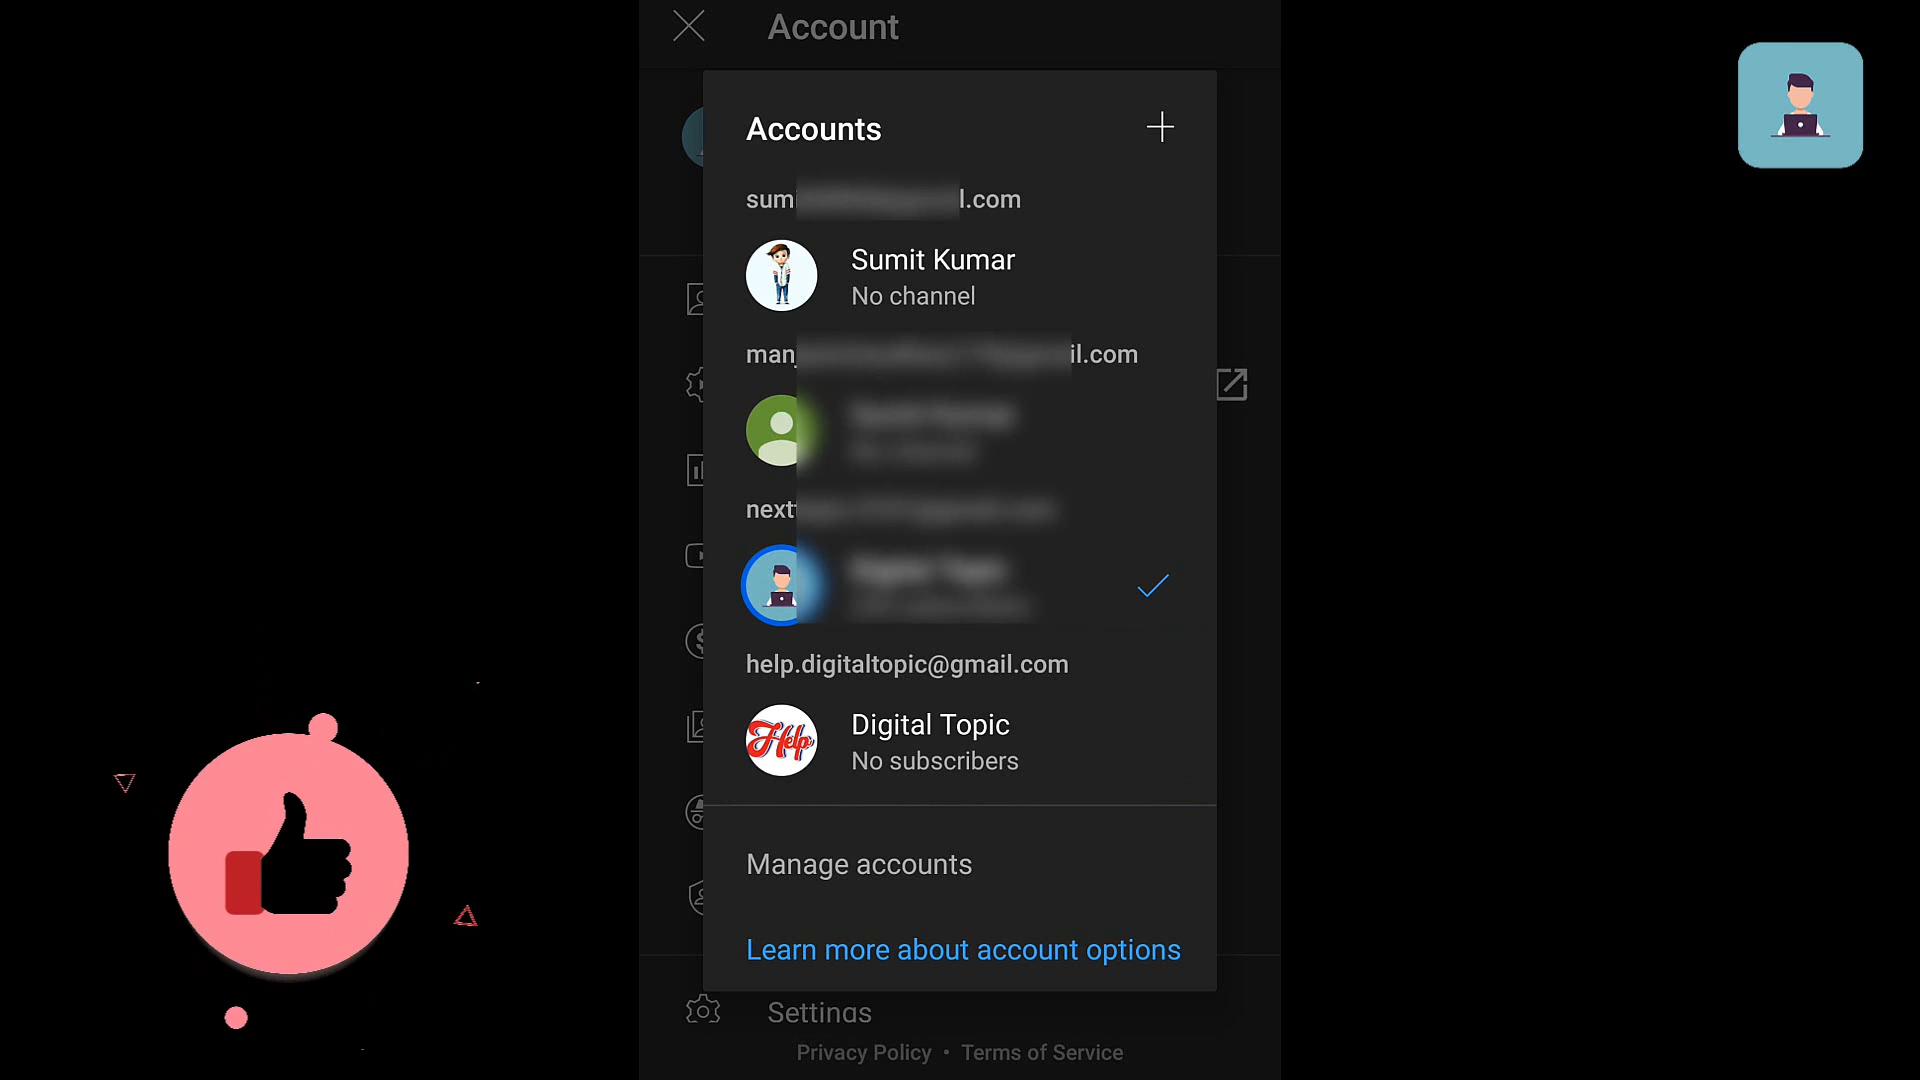 Account
Accounts
sum l.com
Sumit Kumar
No channel
man il.com
next
help.digitaltopic@gmail.com
Help
Digital Topic
No subscribers
Manage accounts
Learn more about account options
Settings
Privacy Policy • Terms of Service